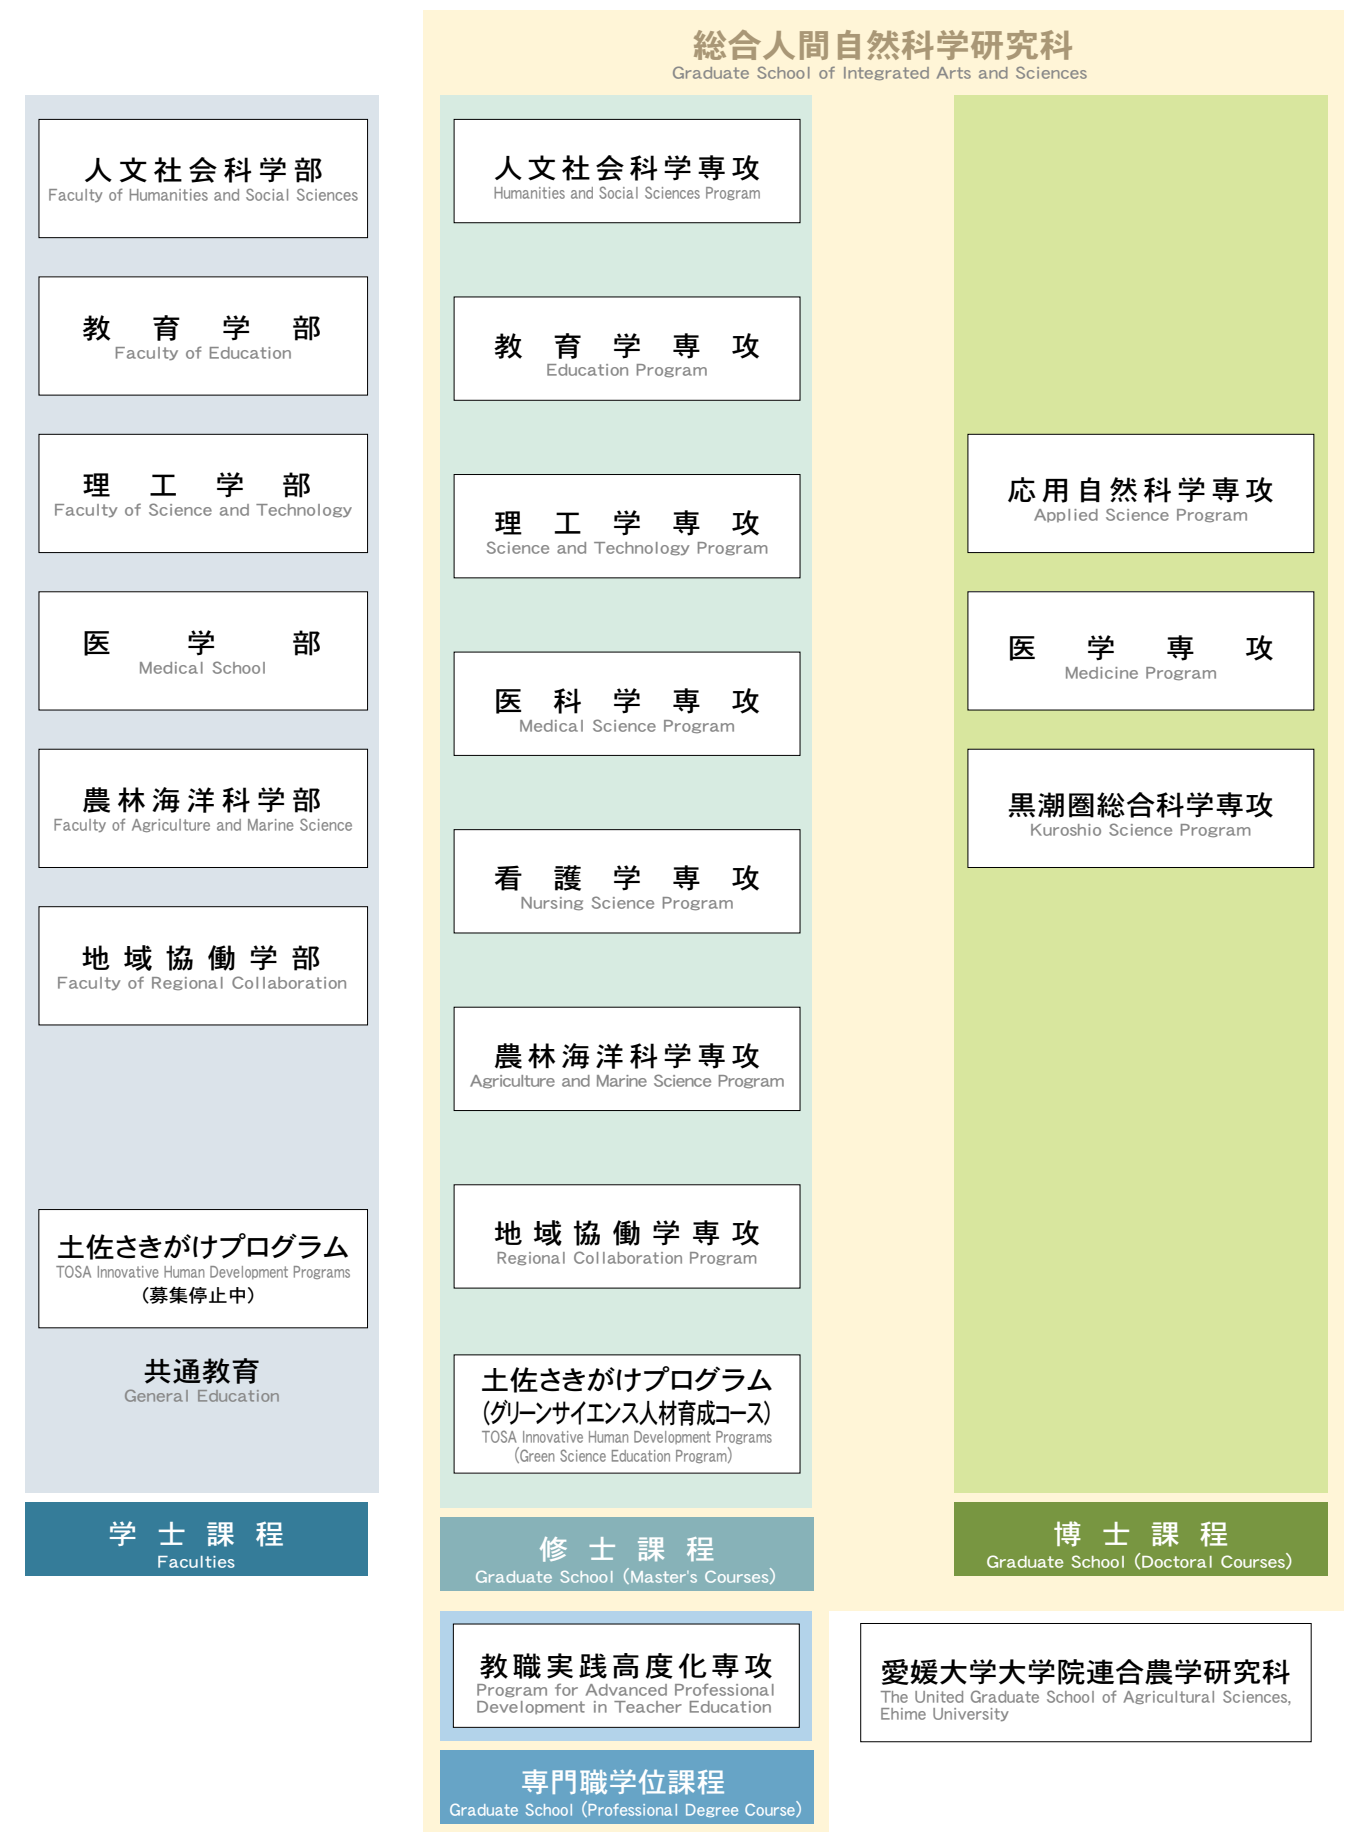 総合人間自然科学研究科
Graduate School of Integrated Arts and Sciences
人文社会科学部
Faculty of Humanities and Social Sciences
教育学部
Faculty of Education
理工学部
Faculty of Science and Technology
医学部
Medical School
農林海洋科学部
Faculty of Agriculture and Marine Science
地域協働学部
Faculty of Regional Collaboration
土佐さきがけプログラム
TOSA Innovative Human Development Programs
（募集停止中）
共通教育
General Education
学士課程
Faculties
人文社会科学専攻
Humanities and Social Sciences Program
教育学専攻
Education Program
理工学専攻
Science and Technology Program
医科学専攻
Medical Science Program
看護学専攻
Nursing Science Program
農林海洋科学専攻
Agriculture and Marine Science Program
地域協働学専攻
Regional Collaboration Program
土佐さきがけプログラム
（グリーンサイエンス人材育成コース）
TOSA Innovative Human Development Programs
（Green Science Education Program）
修士課程
Graduate School（Master's Courses）
応用自然科学専攻
Applied Science Program
医学専攻
Medicine Program
黒潮圏総合科学専攻
Kuroshio Science Program
博士課程
Graduate School（Doctoral Courses）
教職実践高度化専攻
Program for Advanced Professional
Development in Teacher Education
専門職学位課程
Graduate School（Professional Degree Course）
愛媛大学大学院連合農学研究科
The United Graduate School of Agricultural Sciences,
Ehime University